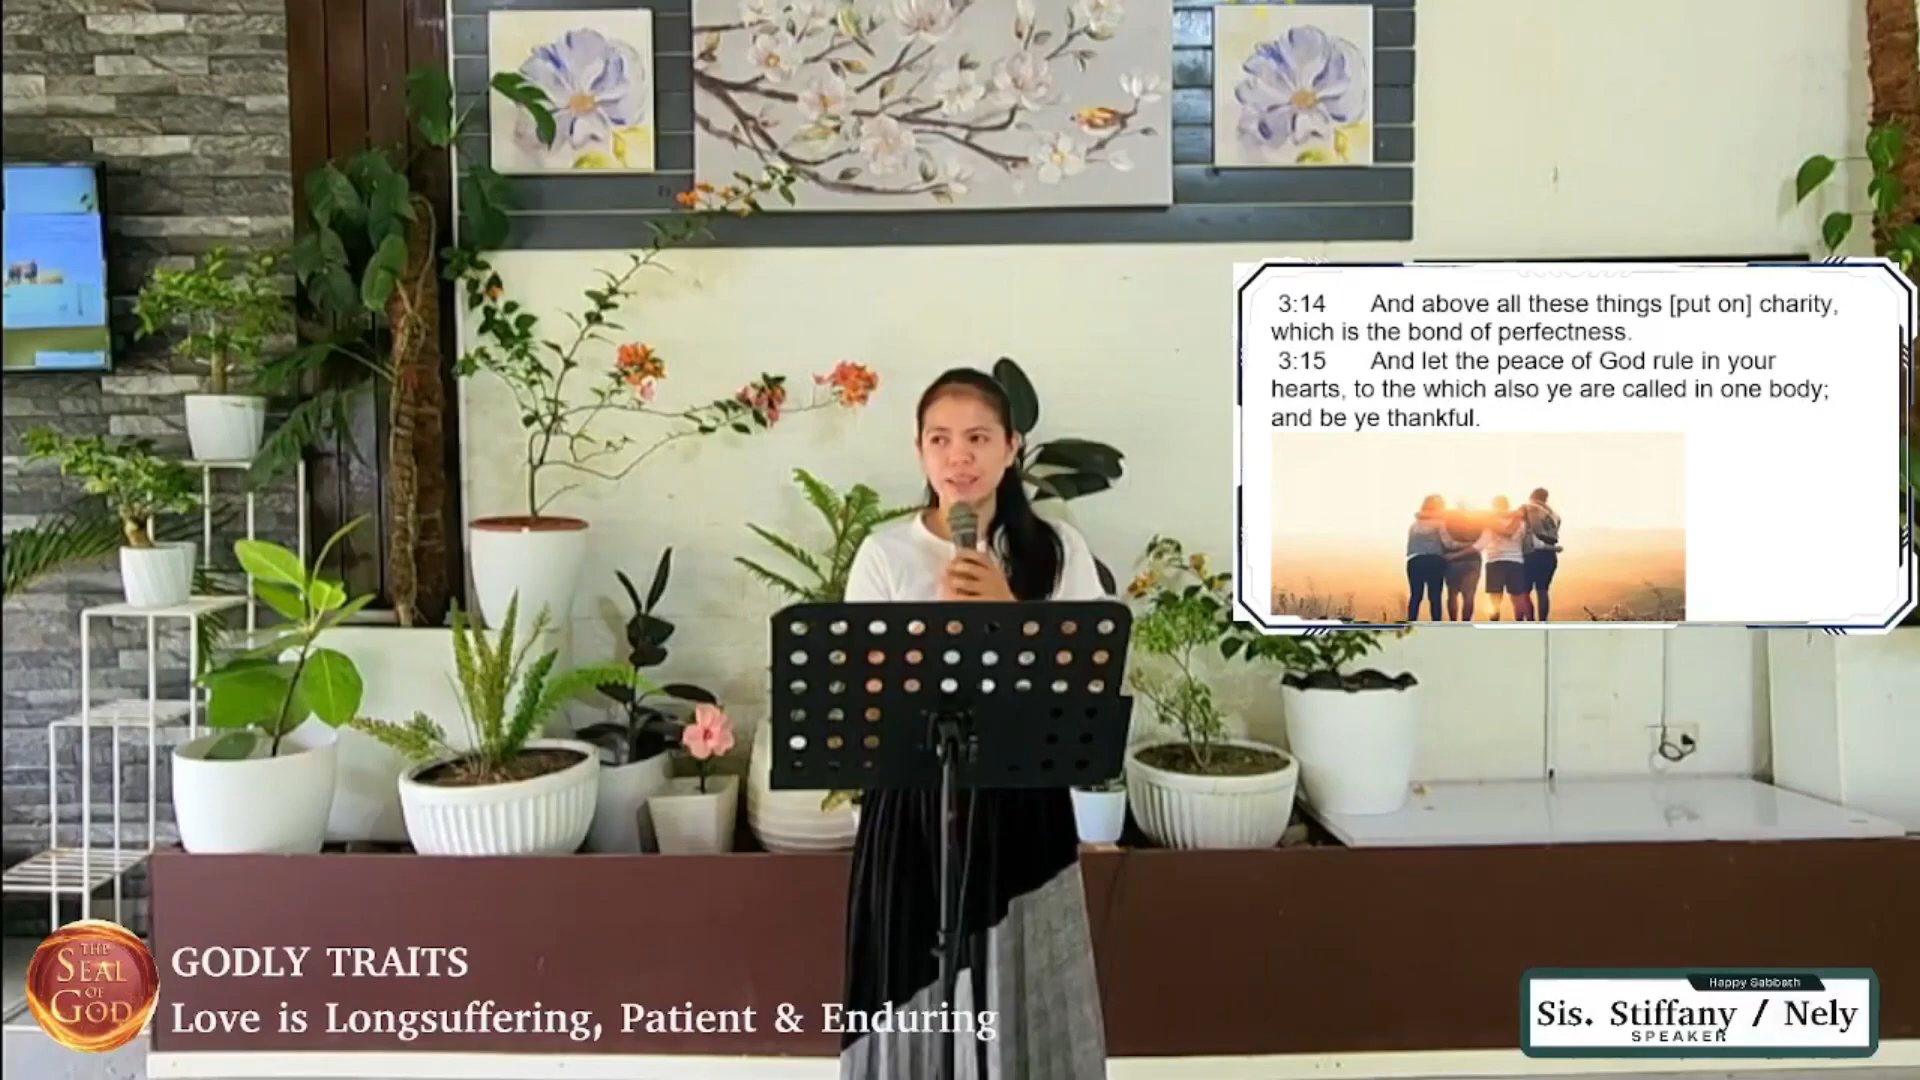 3:14 And above all these things [put on] charity,
which is the bond of perfectness.
3:15 And let the peace of God rule in your
hearts, to the which also ye are called in one body;
and be ye thankful.
THE
SEAL
OF
GOD
GODLY TRAITS
Love is Longsuffering, Patient & Enduring
Happy Sabbath
Sis. Stiffany / Nely
SPEAKER